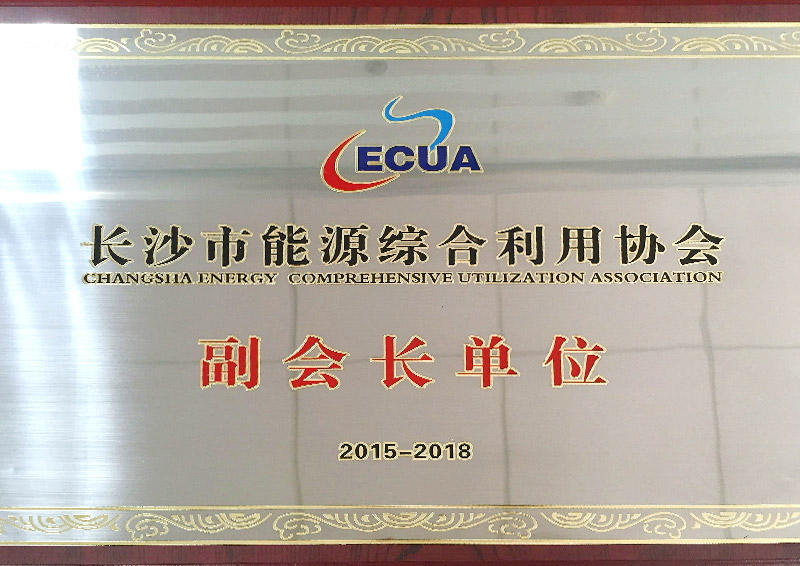 ECUA
长沙市能源综合利用协会
CHANGSHA ENERGY COMPREHENSIVE UTILIZATION ASSOCIATION
副会长单位
2015-2018